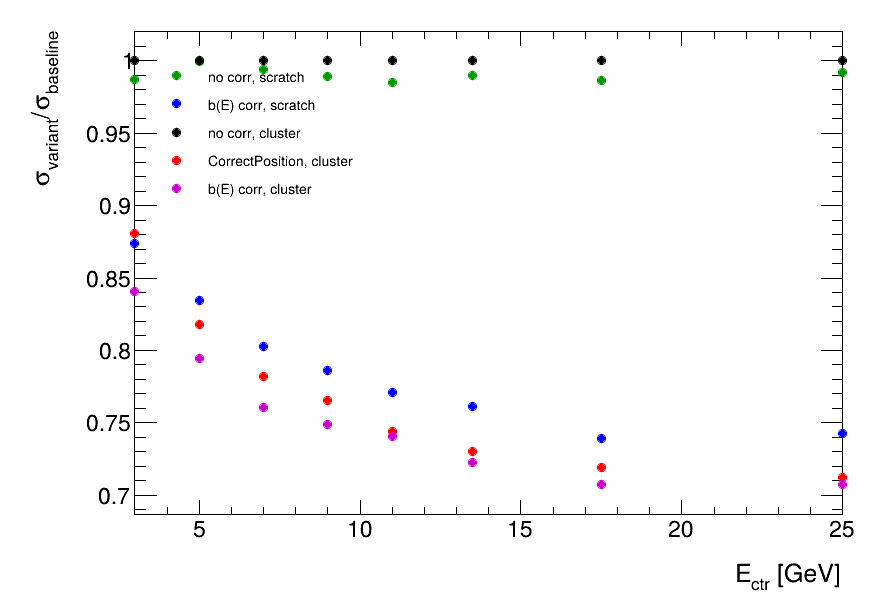 σvariant/σbaseline
1
0.95
0.9
0.85
0.8
0.75
0.7
no corr, scratch
b(E) corr, scratch
no corr, cluster
CorrectPosition, cluster
b(E) corr, cluster
5 10 15 20 25
Ectr [GeV]